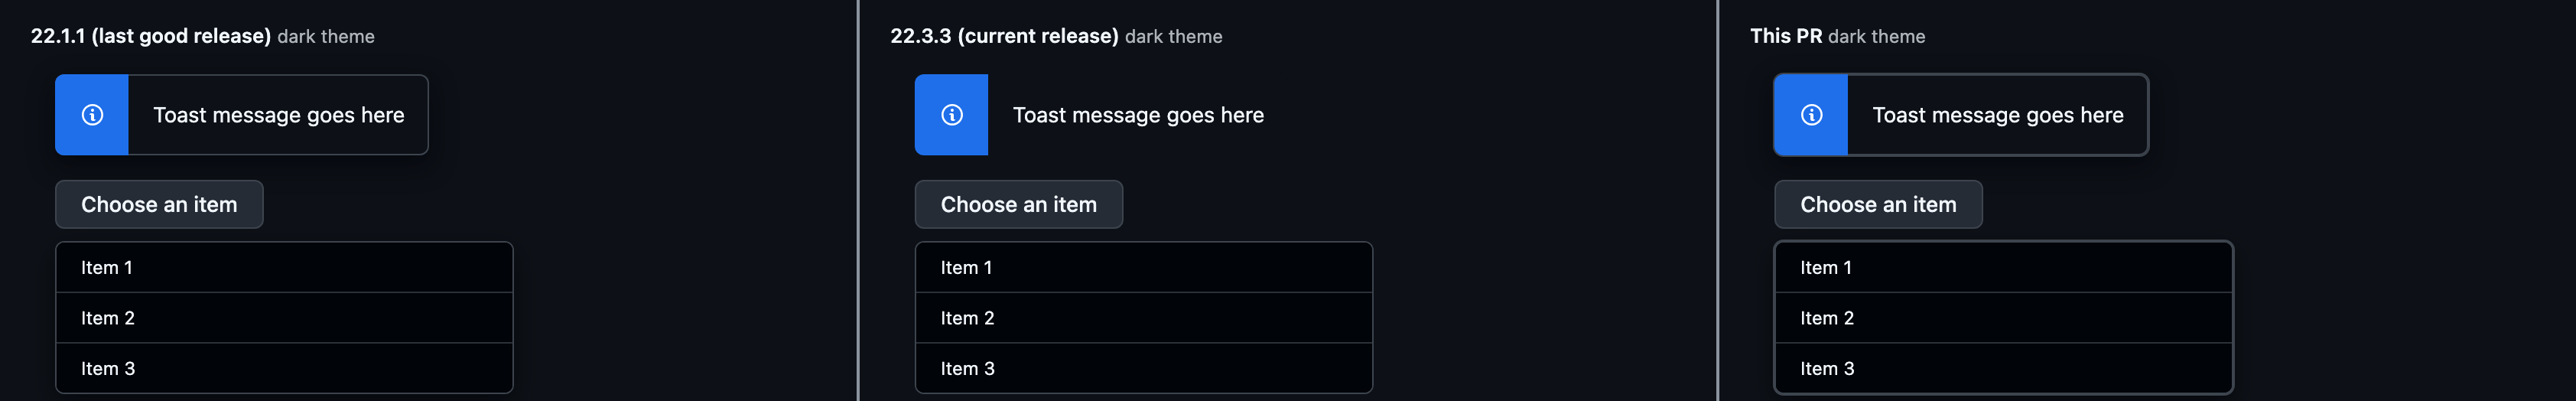 22.1.1 (last good release) dark theme
Toast message goes here
Choose an item
Item 1
Item 2
Item 3
22.3.3 (current release) dark theme
Toast message goes here
Choose an item
Item 1
Item 2
Item 3
This PR dark theme
Toast message goes here
Choose an item
Item 1
Item 2
Item 3